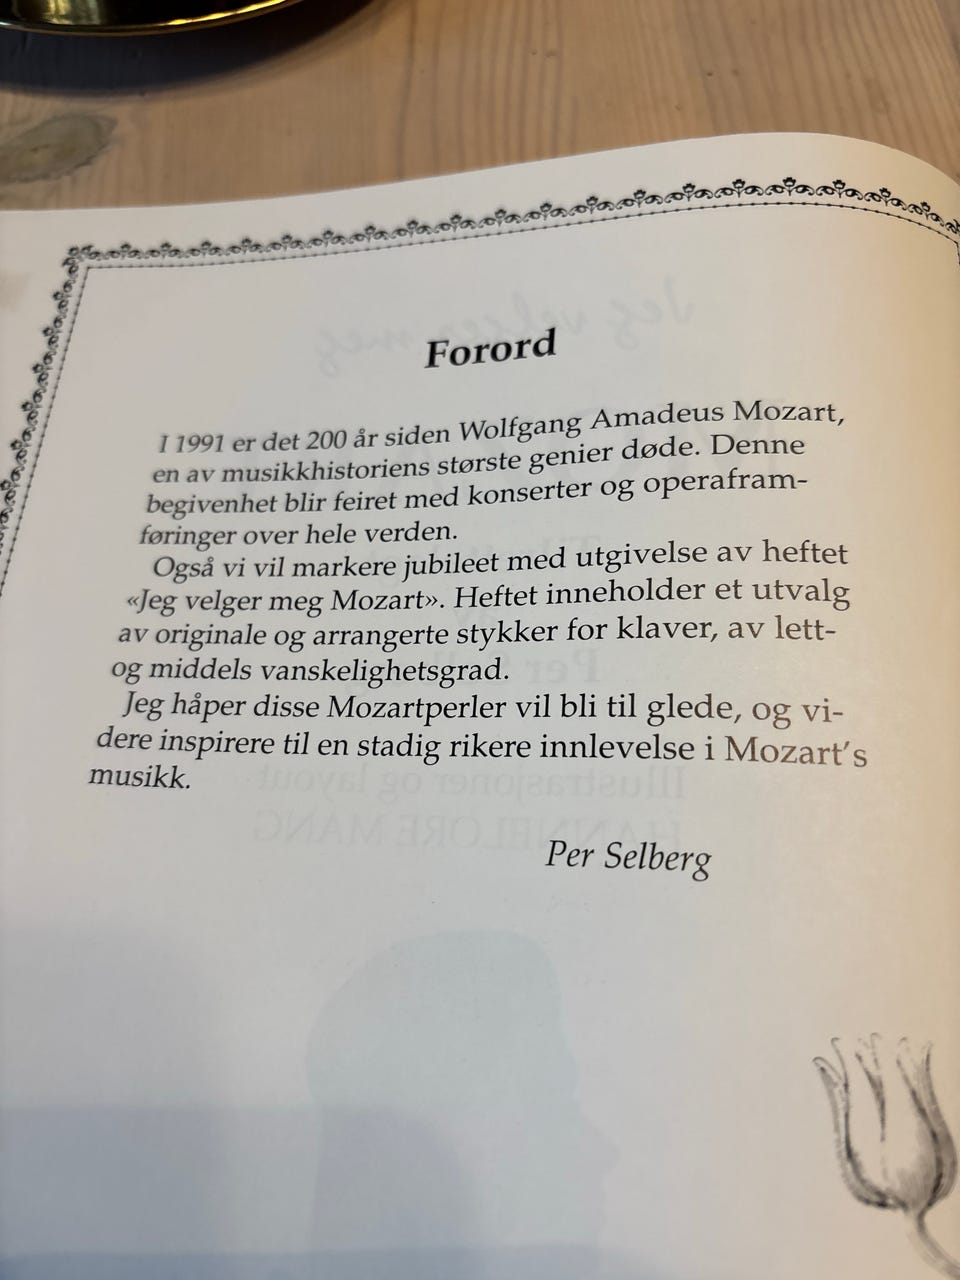 Forord
I 1991 er det 200 år siden Wolfgang Amadeus Mozart,
en av musikkhistoriens største genier døde. Denne
begivenhet blir feiret med konserter og operafram-
føringer over hele verden.
Også vi vil markere jubileet med utgivelse av heftet
«Jeg velger meg Mozart». Heftet inneholder et utvalg
av originale og arrangerte stykker for klaver, av lett-
og middels vanskelighetsgrad.
Jeg håper disse Mozartperler vil bli til glede, og vi-
dere inspirere til en stadig rikere innlevelse i Mozart's
musikk.
Per Selberg